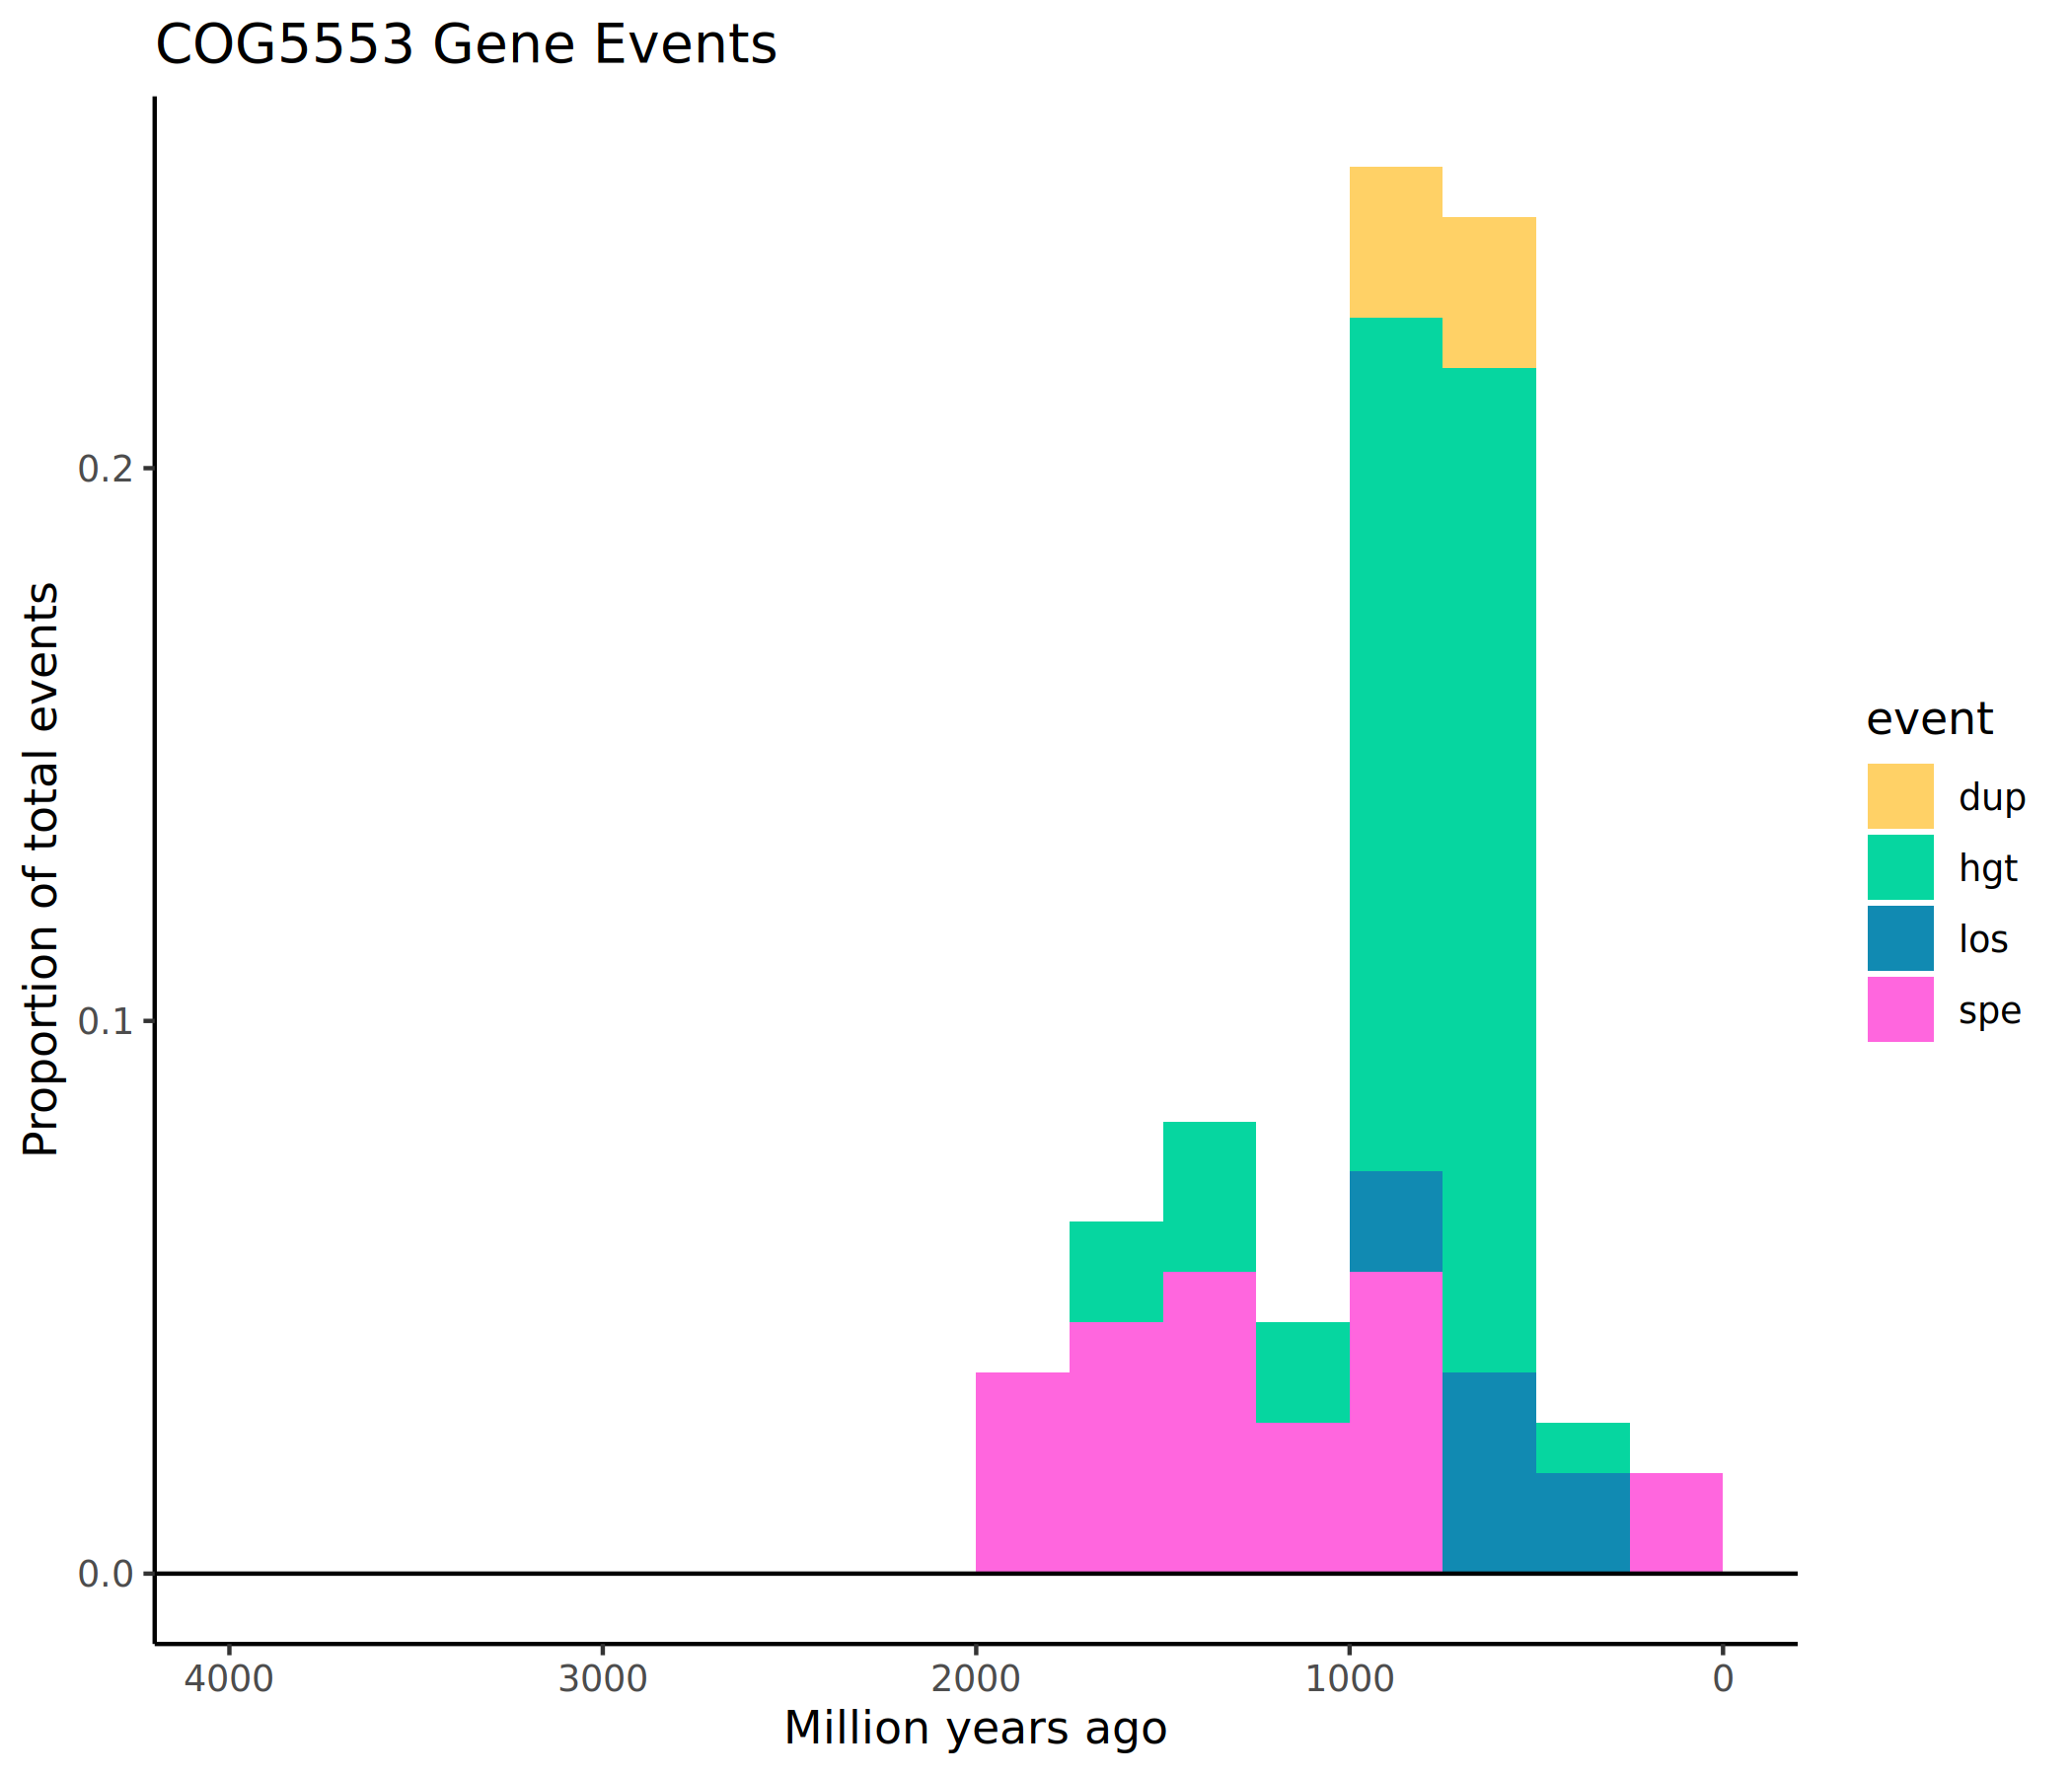 COG5553 Gene Events
Proportion of total events
0.2
0.1
0.0
4000 3000 2000 1000 0
Million years ago
event
dup
hgt
los
spe